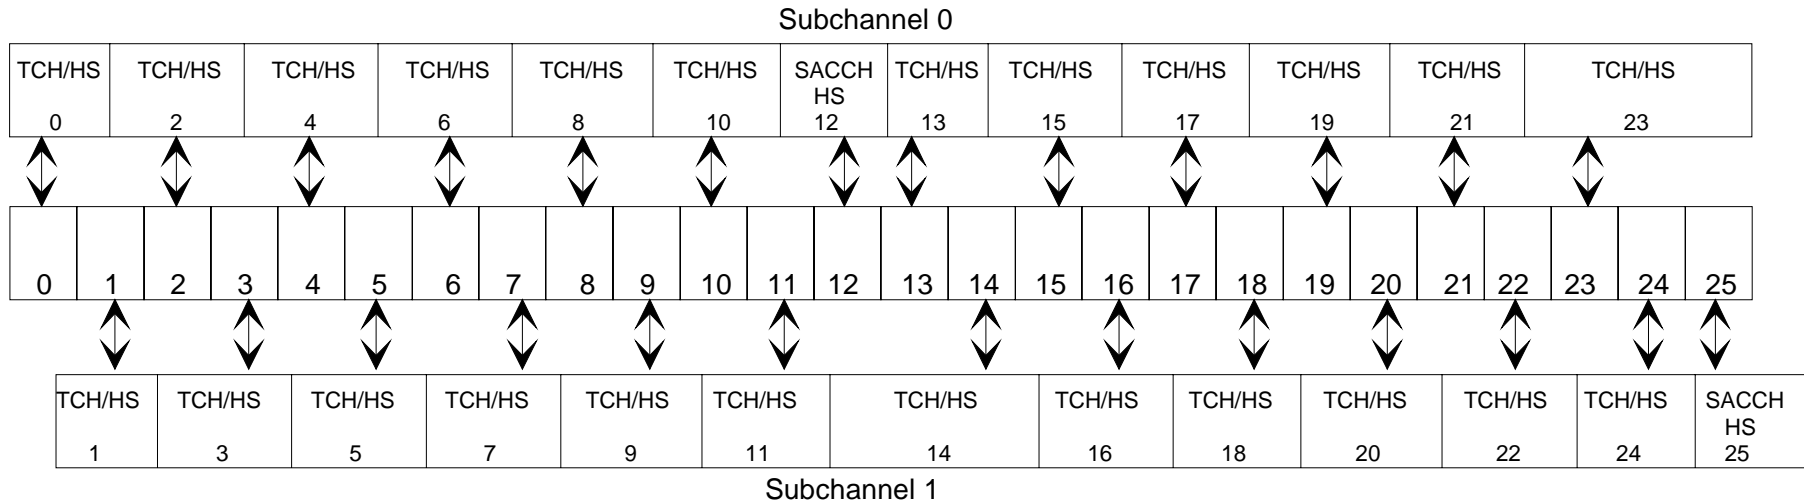 Subchannel 0
TCH/HS TCH/HS TCH/HS TCH/HS TCH/HS TCH/HS SACCH TCH/HS TCH/HS TCH/HS TCH/HS TCH/HS TCH/HS
HS
0 2 4 6 8 10 12 13 15 17 19 21 23
0 1 2 3 4 5 6 7 8 9 10 11 12 13 14 15 16 17 18 19 20 21 22 23 24 25
TCH/HS TCH/HS TCH/HS TCH/HS TCH/HS TCH/HS TCH/HS TCH/HS TCH/HS TCH/HS TCH/HS TCH/HS SACCH
HS
1 3 5 7 9 11 14 16 18 20 22 24 25
Subchannel 1